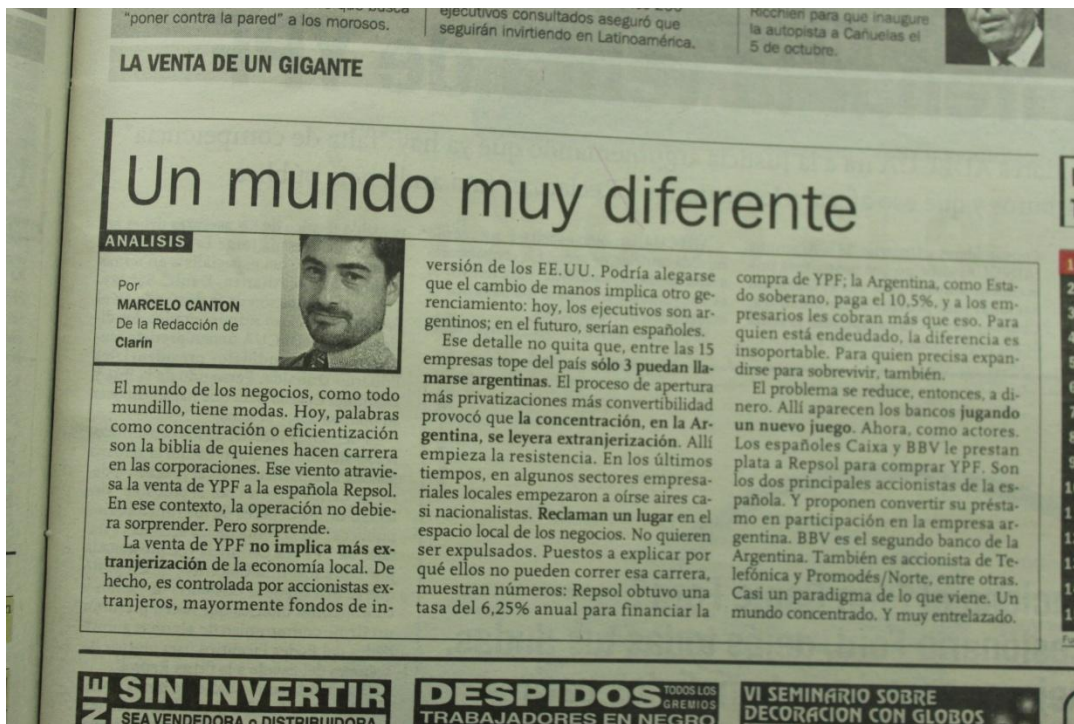 "poner contra la pared" a los morosos.
ejecutivos consultados aseguró que
seguirán invirtiendo en Latinoamérica.
Ricchieri para que inaugure
la autopista a Cañuelas el
5 de octubre.
LA VENTA DE UN GIGANTE
Un mundo muy diferente
ANALISIS
Por
MARCELO CANTON
De la Redacción de
Clarín
El mundo de los negocios, como todo
mundillo, tiene modas. Hoy, palabras
como concentración o eficientización
son la biblia de quienes hacen carrera
en las corporaciones. Ese viento atravie-
sa la venta de YPF a la española Repsol.
En ese contexto, la operación no debie-
ra sorprender. Pero sorprende.
La venta de YPF no implica más ex-
tranjerización de la economía local. De
hecho, es controlada por accionistas ex-
tranjeros, mayormente fondos de in-
versión de los EE.UU. Podría alegarse
que el cambio de manos implica otro ge-
renciamiento: hoy, los ejecutivos son ar-
gentinos; en el futuro, serían españoles.
Ese detalle no quita que, entre las 15
empresas tope del país sólo 3 puedan lla-
marse argentinas. El proceso de apertura
más privatizaciones más convertibilidad
provocó que la concentración, en la Ar-
gentina, se leyera extranjerización. Allí
empieza la resistencia. En los últimos
tiempos, en algunos sectores empresa-
riales locales empezaron a oírse aires ca-
si nacionalistas. Reclaman un lugar en el
espacio local de los negocios. No quieren
ser expulsados. Puestos a explicar por
qué ellos no pueden correr esa carrera,
muestran números: Repsol obtuvo una
tasa del 6,25% anual para financiar la
compra de YPF; la Argentina, como Esta-
do soberano, paga el 10,5%, y a los em-
presarios les cobran más que eso. Para
quien está endeudado, la diferencia es
insoportable. Para quien precisa expan-
dirse para sobrevivir, también.
El problema se reduce, entonces, a di-
nero. Allí aparecen los bancos jugando
un nuevo juego. Ahora, como actores.
Los españoles Caixa y BBV le prestan
plata a Repsol para comprar YPF. Son
los dos principales accionistas de la es-
pañola. Y proponen convertir su présta-
mo en participación en la empresa ar-
gentina. BBV es el segundo banco de la
Argentina. También es accionista de Te-
lefónica y Promodés/Norte, entre otras.
Casi un paradigma de lo que viene. Un
mundo concentrado. Y muy entrelazado.
SIN INVERTIR
SEA VENDEDORA o DISTRIBUIDORA
DESPIDOS TODOS LOS
GREMIOS
TRABAJADORES EN NEGRO
VI SEMINARIO SOBRE
DECORACION CON GLOBOS